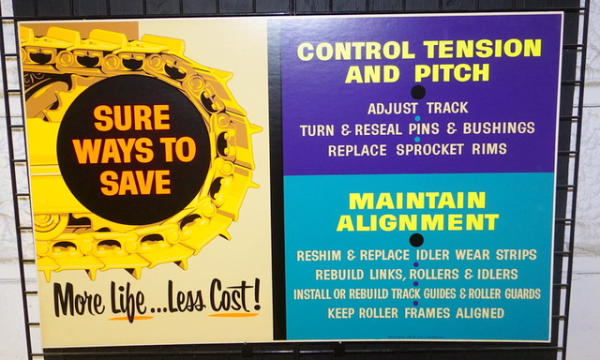 SURE
WAYS TO
SAVE
More Life...Less Cost!
CONTROL TENSION
AND PITCH
ADJUST TRACK
TURN & RESEAL PINS & BUSHINGS
REPLACE SPROCKET RIMS
MAINTAIN
ALIGNMENT
RESHIM & REPLACE IDLER WEAR STRIPS
REBUILD LINKS, ROLLERS & IDLERS
INSTALL OR REBUILD TRACK GUIDES & ROLLER GUARDS
KEEP ROLLER FRAMES ALIGNED